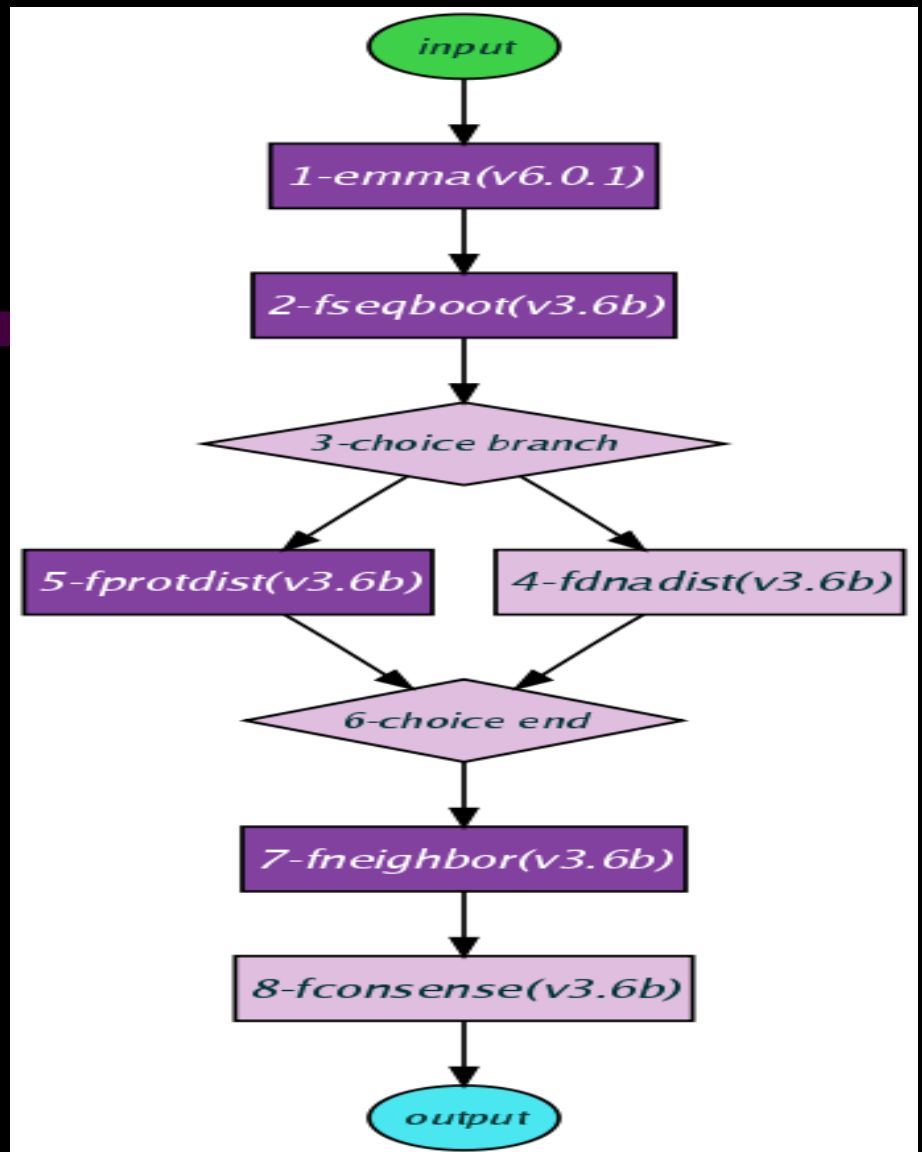 input
1-emma(v6.0.1)
2-fseqboot(v3.6b)
3-choice branch
5-fprotdist(v3.6b)
4-fdnadist(v3.6b)
6-choice end
7-fneighbor(v3.6b)
8-fconsense(v3.6b)
output